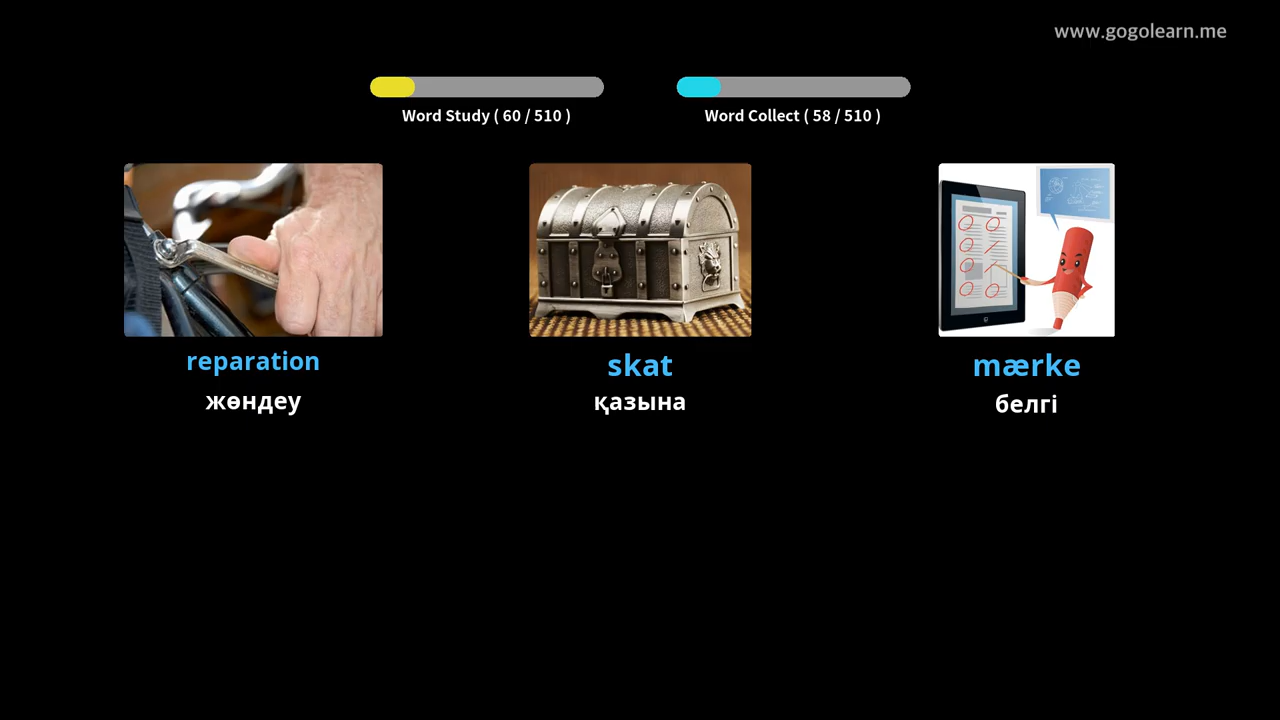 www.gogolearn.me
Word Study ( 60 / 510 )
Word Collect ( 58 / 510 )
reparation
skat
mærke
жөндеу
қазына
белгі